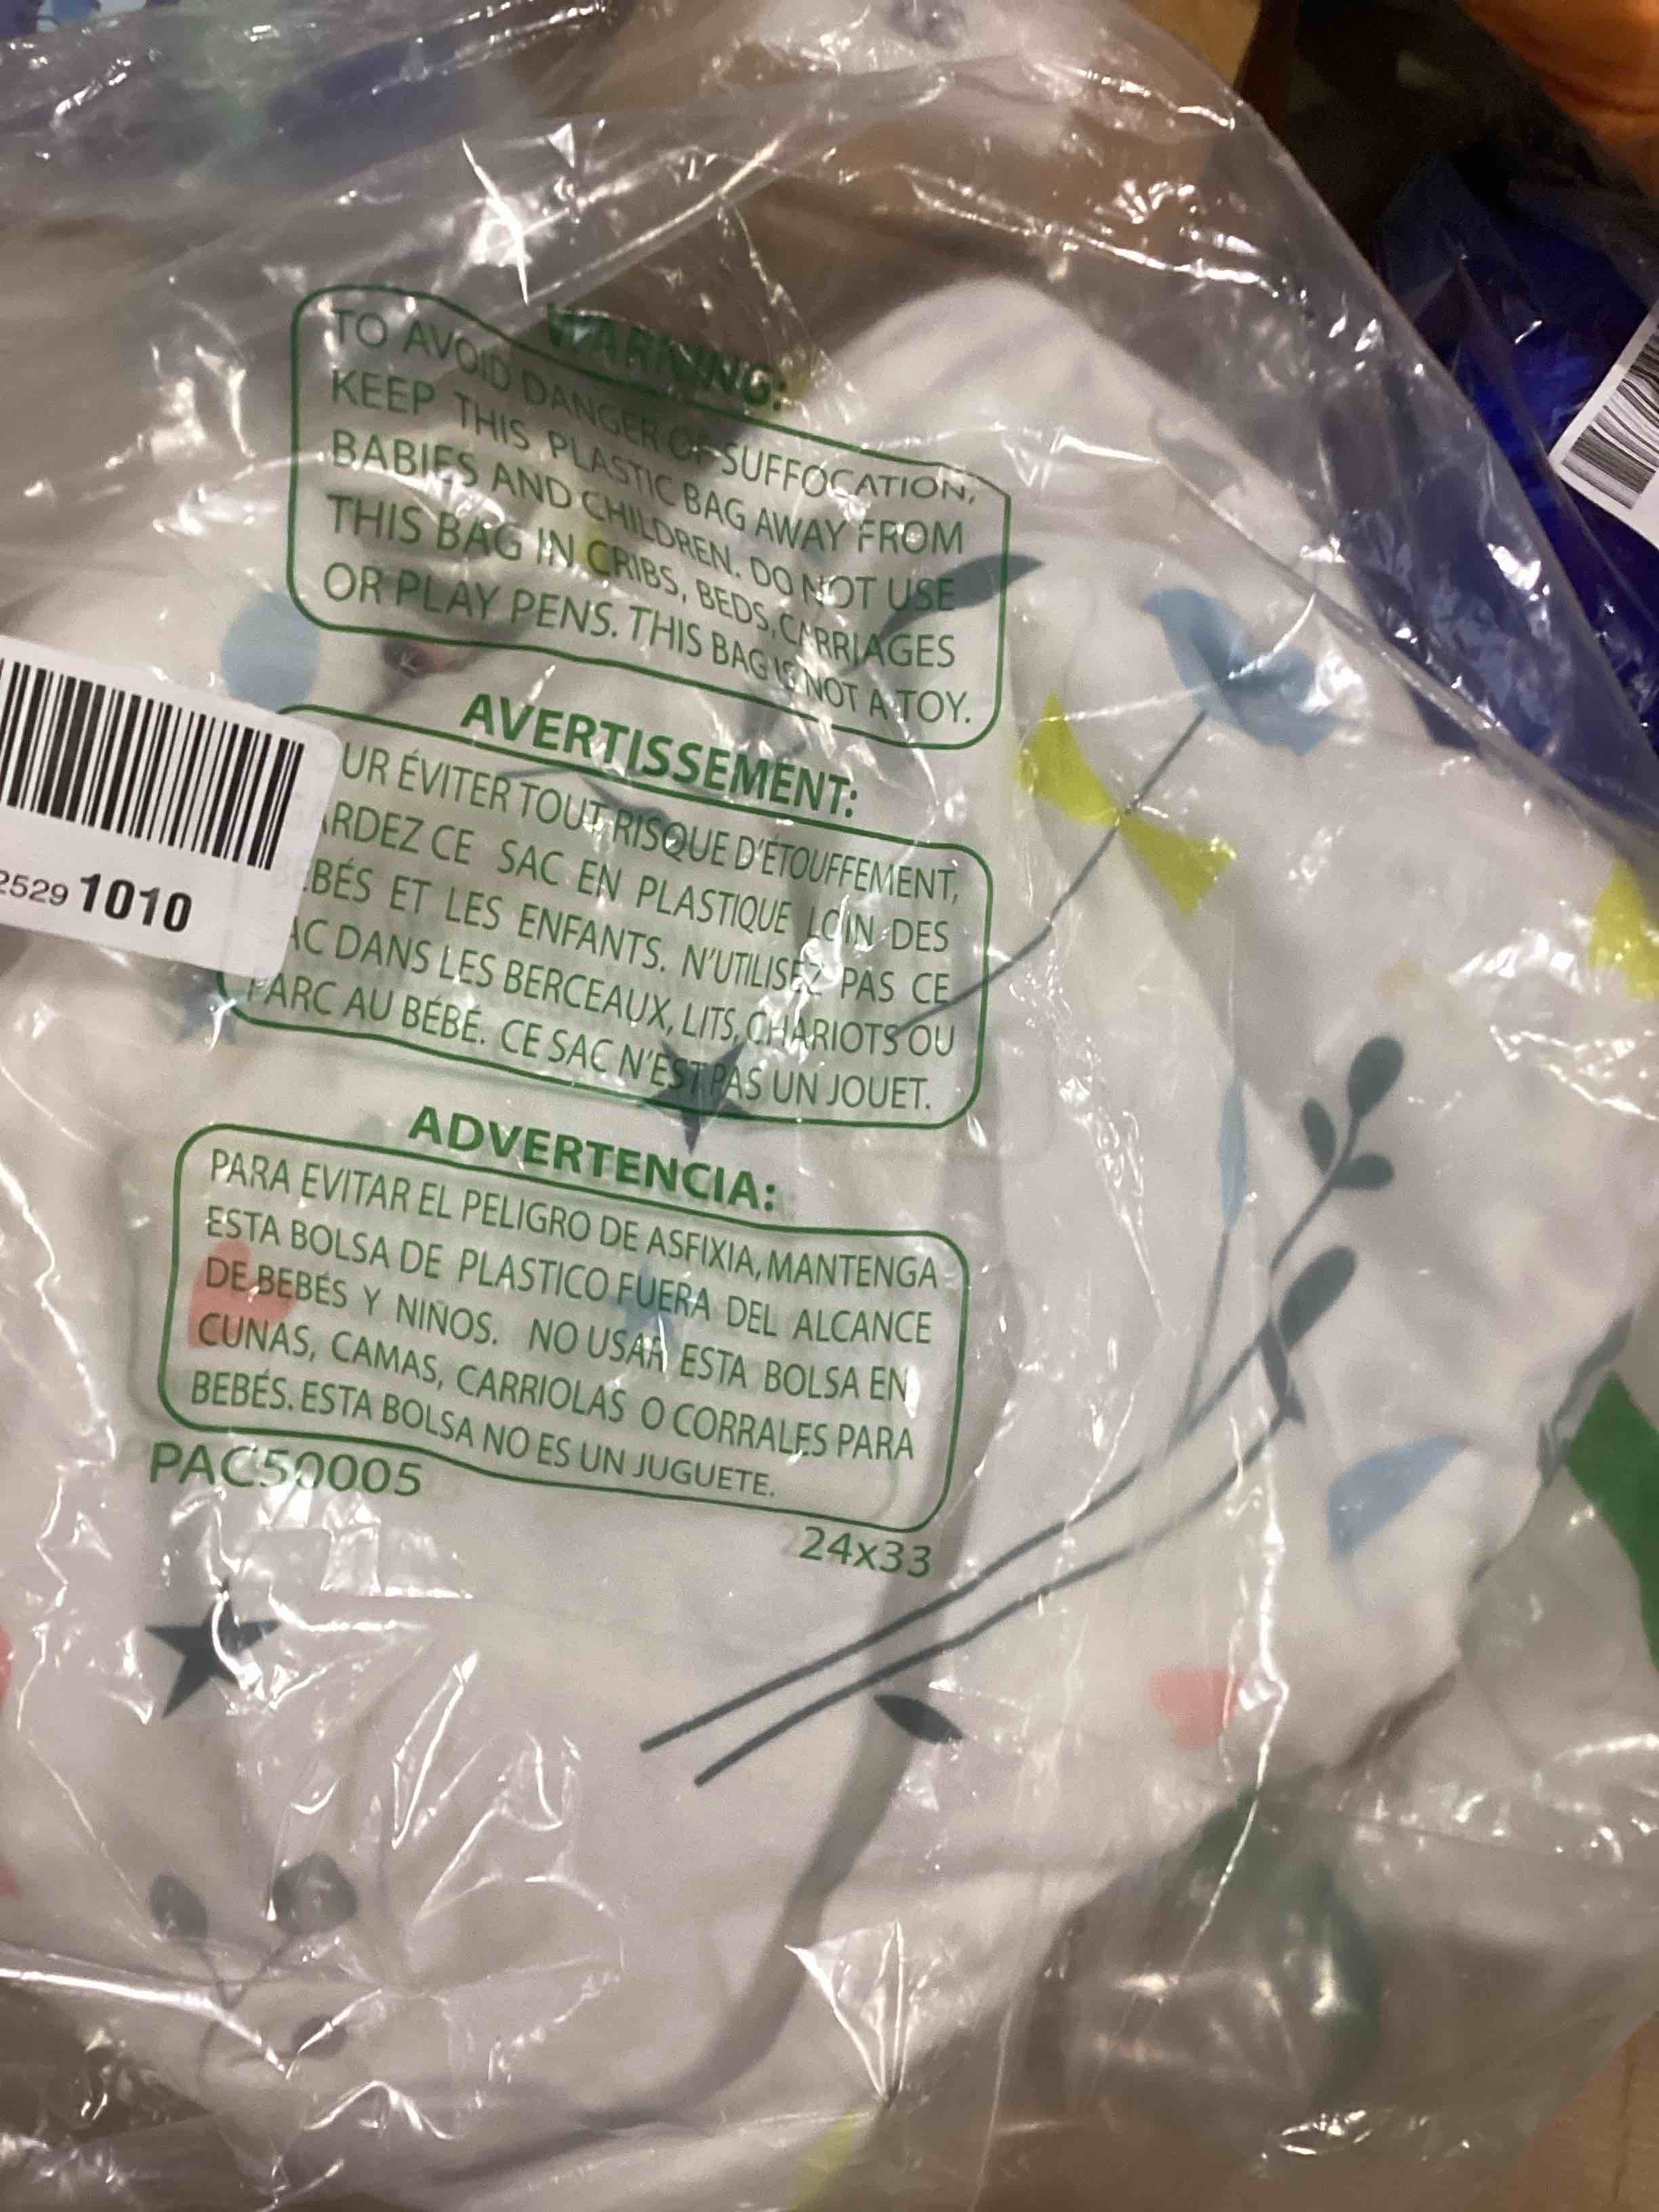 WARNING:
TO AVOID DANGER OF SUFFOCATION,
KEEP THIS PLASTIC BAG AWAY FROM
BABIES AND CHILDREN. DO NOT USE
THIS BAG IN CRIBS, BEDS, CARRIAGES
OR PLAY PENS. THIS BAG IS NOT A TOY.
AVERTISSEMENT:
UR ÉVITER TOUT RISQUE D'ÉTOUFFEMENT,
ARDEZ CE SAC EN PLASTIQUE LOIN DES
BÉBÉS ET LES ENFANTS. N'UTILISEZ PAS CE
AC DANS LES BERCEAUX, LITS, CHARIOTS OU
PARC AU BÉBÉ. CE SAC N'EST PAS UN JOUET.
2529 1010
ADVERTENCIA:
PARA EVITAR EL PELIGRO DE ASFIXIA, MANTENGA
ESTA BOLSA DE PLASTICO FUERA DEL ALCANCE
DE BEBÉS Y NIÑOS. NO USAR ESTA BOLSA EN
CUNAS, CAMAS, CARRIOLAS O CORRALES PARA
BEBÉS. ESTA BOLSA NO ES UN JUGUETE.
PAC50005
24x33